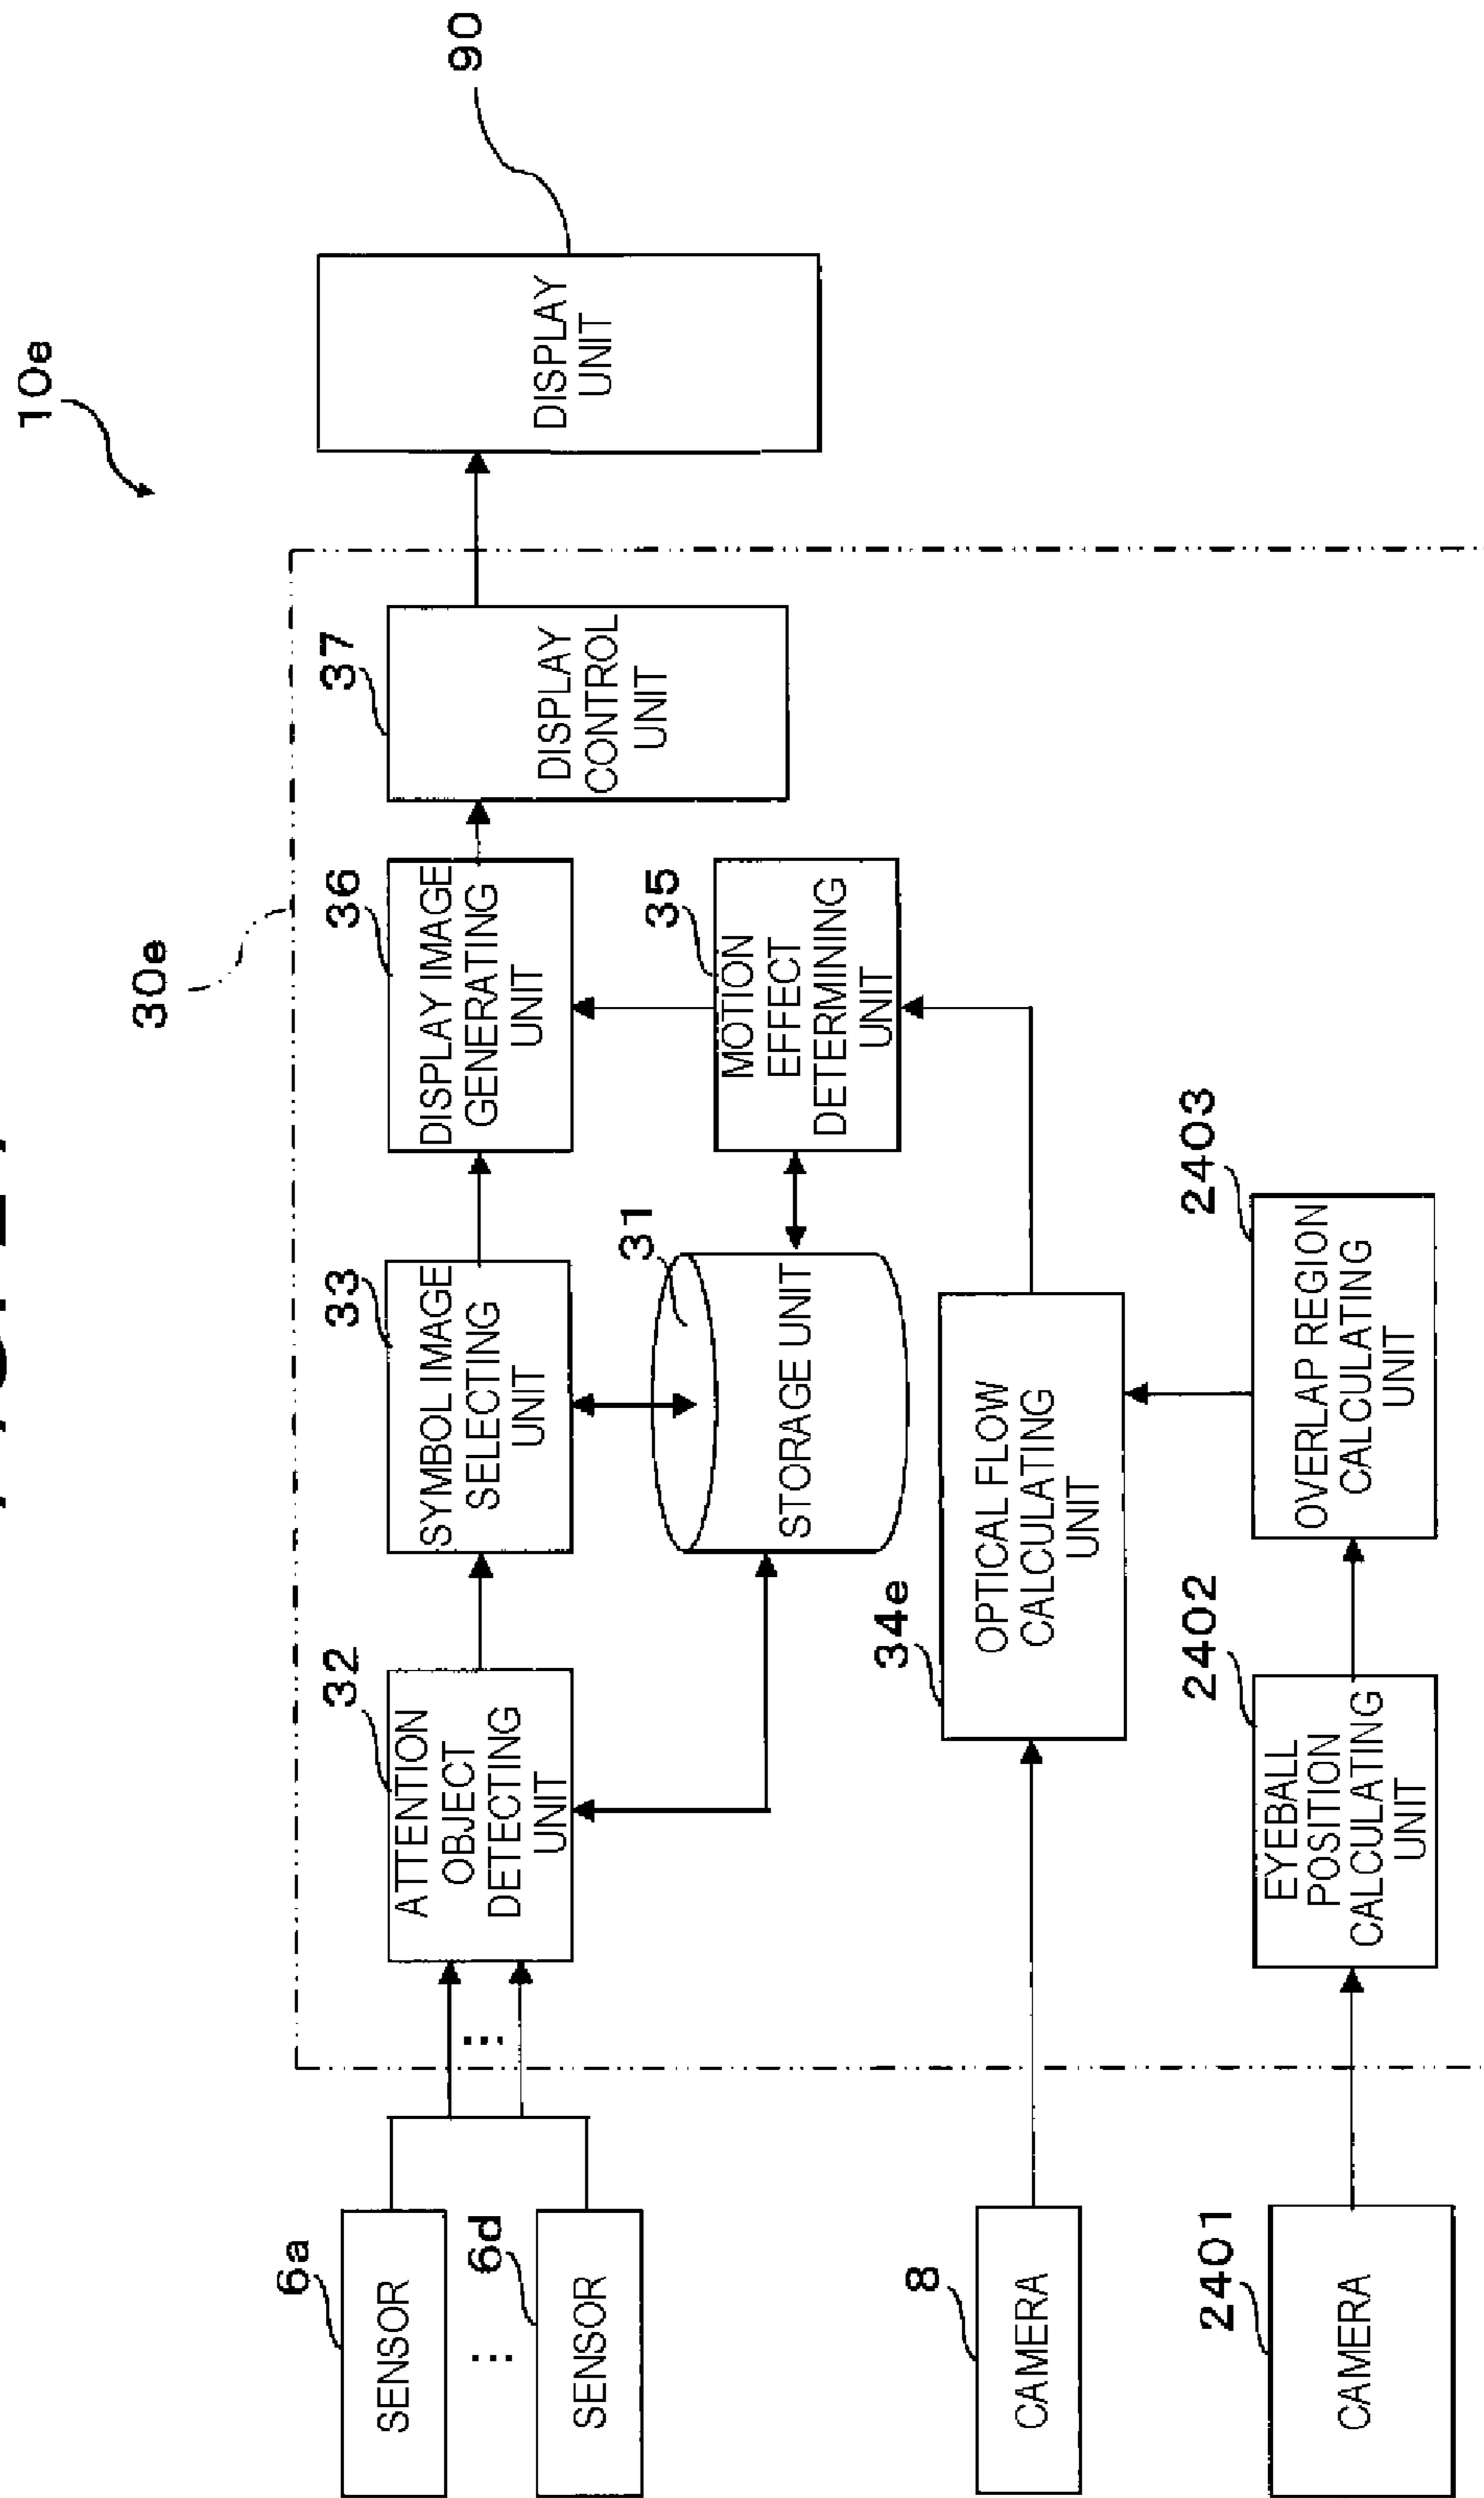 10e
30e
6a
SENSOR
6d
SENSOR
32
ATTENTION
OBJECT
DETECTING
UNIT
33
SYMBOL IMAGE
SELECTING
UNIT
36
DISPLAY IMAGE
GENERATING
UNIT
37
DISPLAY
CONTROL
UNIT
90
DISPLAY
UNIT
31
STORAGE UNIT
35
MOTION
EFFECT
DETERMINING
UNIT
8
CAMERA
34e
OPTICAL FLOW
CALCULATING
UNIT
2401
CAMERA
2402
EYEBALL
POSITION
CALCULATING
UNIT
2403
OVERLAP REGION
CALCULATING
UNIT